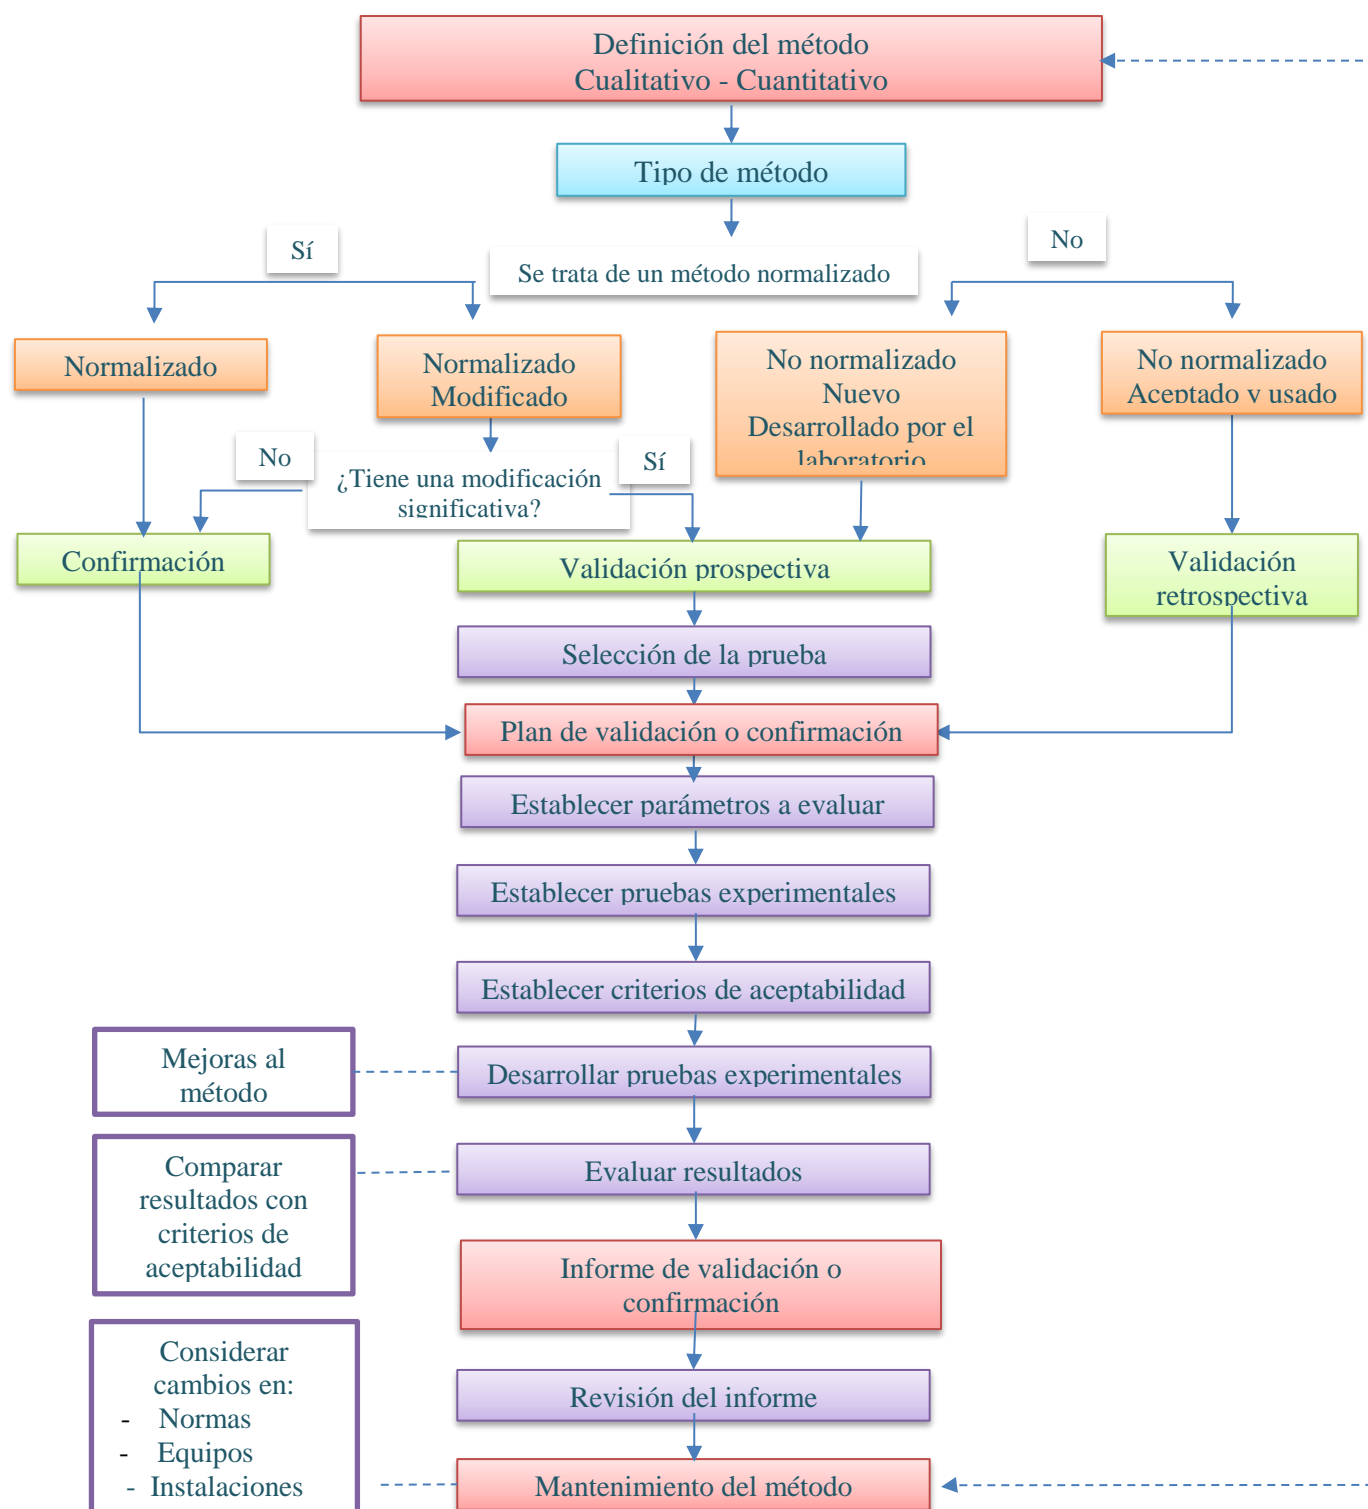 Definición del método
Cualitativo - Cuantitativo
Tipo de método
Sí
No
Se trata de un método normalizado
Normalizado
Normalizado
Modificado
No normalizado
Nuevo
Desarrollado por el
laboratorio
No normalizado
Aceptado y usado
No
¿Tiene una modificación
significativa?
Sí
Confirmación
Validación prospectiva
Validación
retrospectiva
Selección de la prueba
Plan de validación o confirmación
Establecer parámetros a evaluar
Establecer pruebas experimentales
Establecer criterios de aceptabilidad
Mejoras al
método
Desarrollar pruebas experimentales
Comparar
resultados con
criterios de
aceptabilidad
Evaluar resultados
Informe de validación o
confirmación
Considerar
cambios en:
- Normas
- Equipos
- Instalaciones
Revisión del informe
Mantenimiento del método